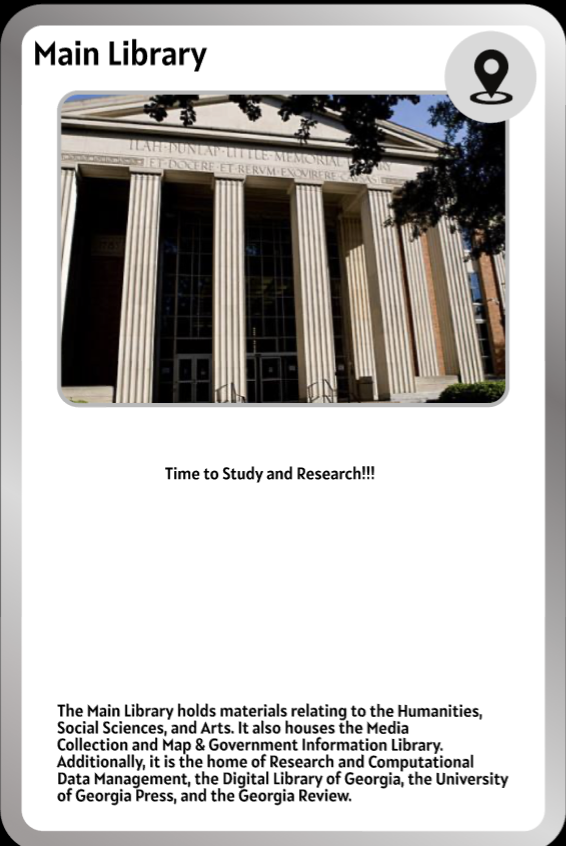 Main Library
ILAH·DUNLAP·LITTLE·MEMORIAL
ET·DOCERE·ET·RERVM·EXQVIRERE·CAVSAS
Time to Study and Research!!!
The Main Library holds materials relating to the Humanities,
Social Sciences, and Arts. It also houses the Media
Collection and Map & Government Information Library.
Additionally, it is the home of Research and Computational
Data Management, the Digital Library of Georgia, the University
of Georgia Press, and the Georgia Review.